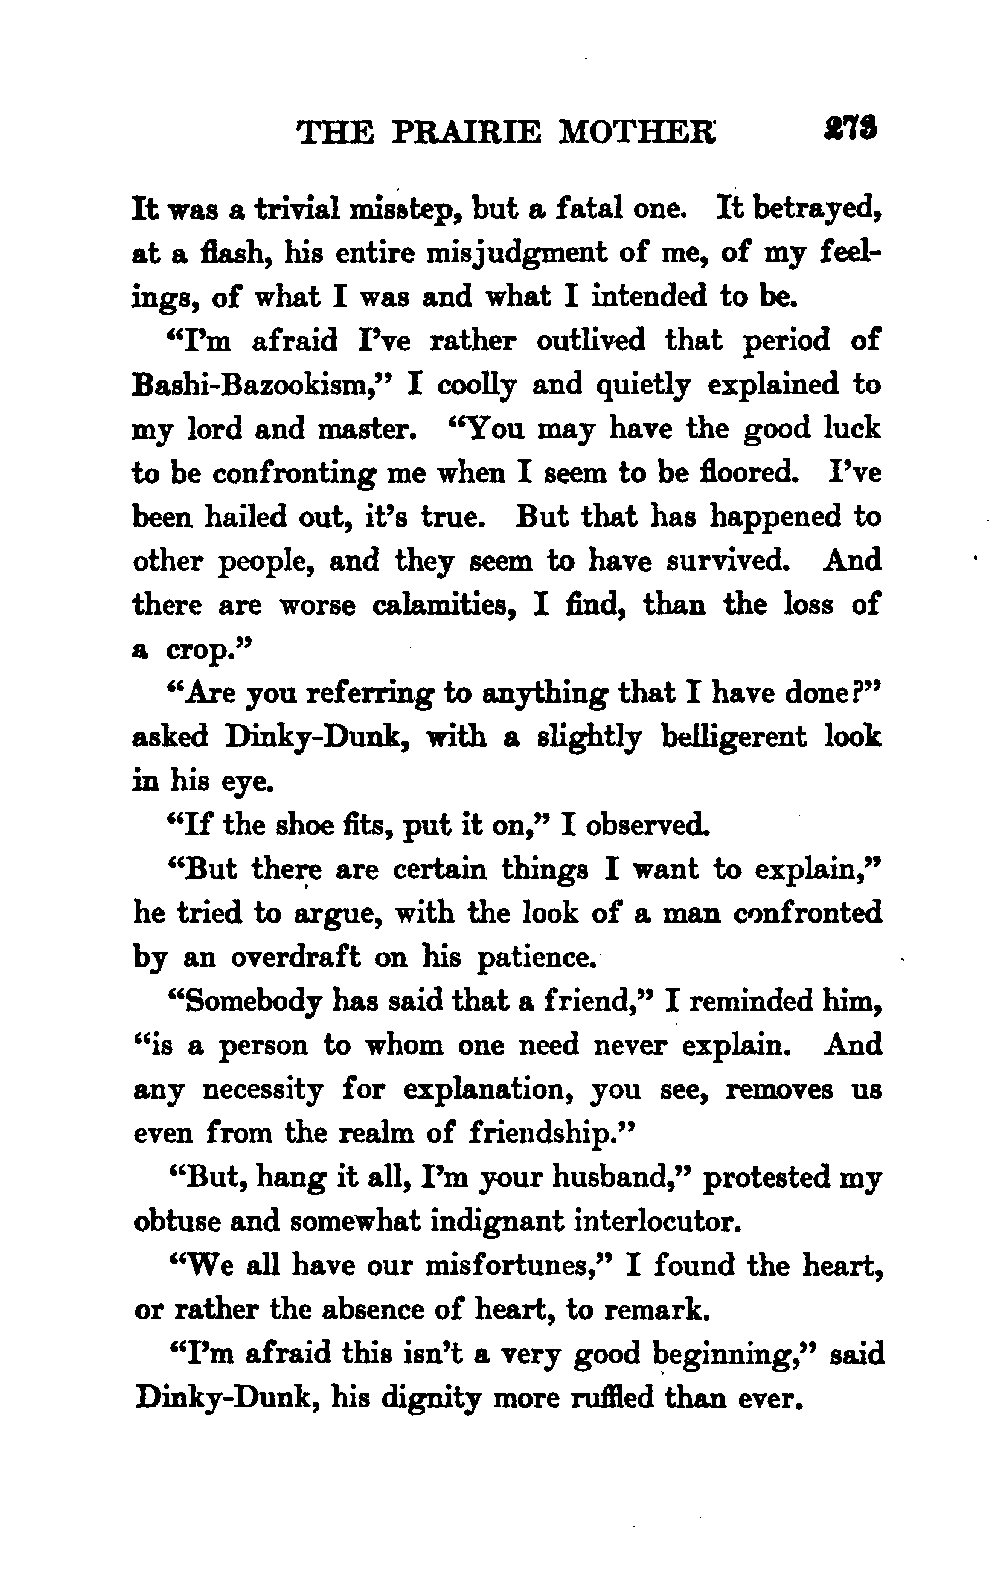 THE PRAIRIE MOTHER 273
It was a trivial misstep, but a fatal one. It betrayed,
at a flash, his entire misjudgment of me, of my feel-
ings, of what I was and what I intended to be.
“I’m afraid I’ve rather outlived that period of
Bashi-Bazookism,” I coolly and quietly explained to
my lord and master. “You may have the good luck
to be confronting me when I seem to be floored. I’ve
been hailed out, it’s true. But that has happened to
other people, and they seem to have survived. And
there are worse calamities, I find, than the loss of
a crop.”
“Are you referring to anything that I have done?”
asked Dinky-Dunk, with a slightly belligerent look
in his eye.
“If the shoe fits, put it on,” I observed.
“But there are certain things I want to explain,”
he tried to argue, with the look of a man confronted
by an overdraft on his patience.
“Somebody has said that a friend,” I reminded him,
“is a person to whom one need never explain. And
any necessity for explanation, you see, removes us
even from the realm of friendship.”
“But, hang it all, I’m your husband,” protested my
obtuse and somewhat indignant interlocutor.
“We all have our misfortunes,” I found the heart,
or rather the absence of heart, to remark.
“I’m afraid this isn’t a very good beginning,” said
Dinky-Dunk, his dignity more ruffled than ever.